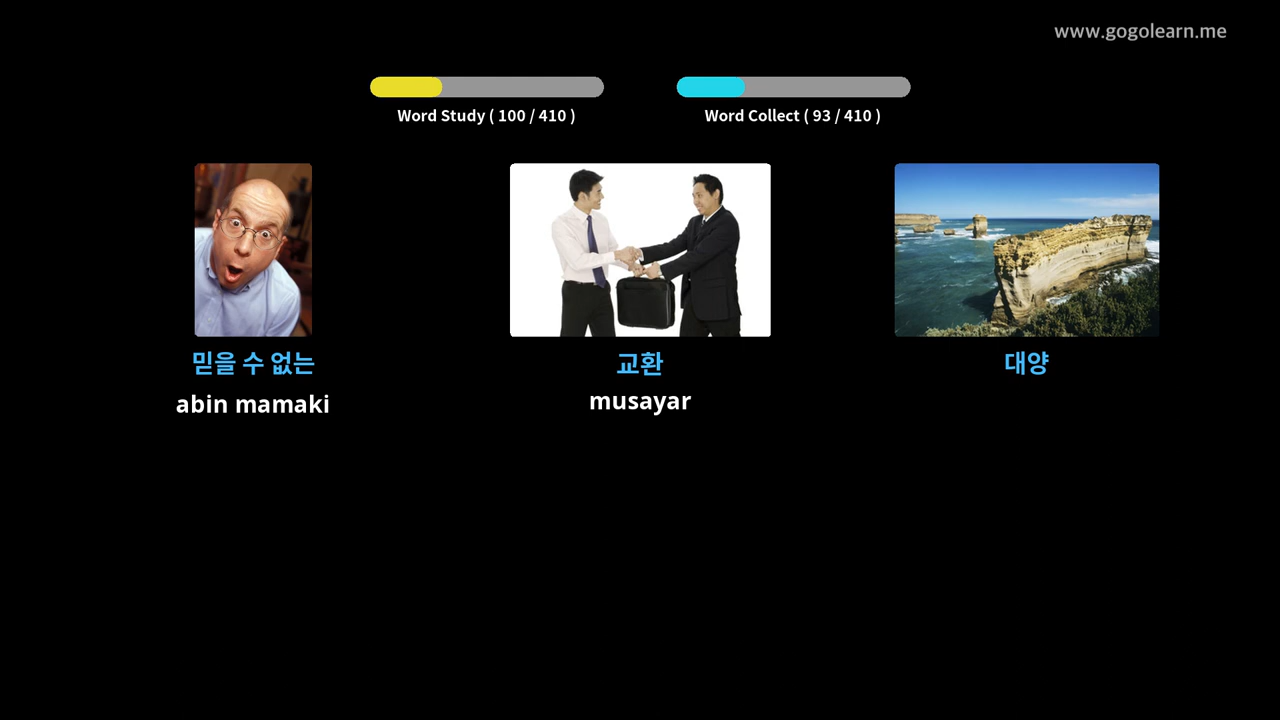 www.gogolearn.me
Word Study ( 100 / 410 )
Word Collect ( 93 / 410 )
믿을 수 없는
abin mamaki
교환
musayar
대양